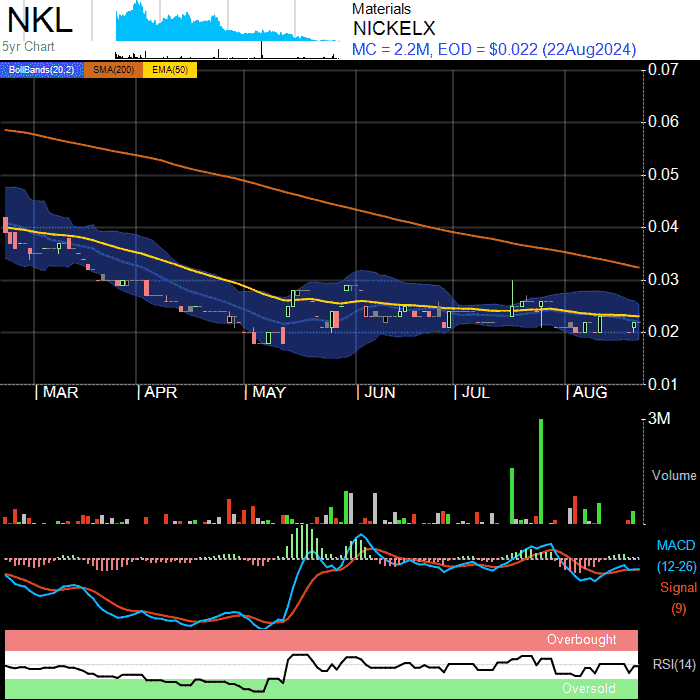 NKL
5yr Chart
Materials
NICKELX
MC = 2.2M, EOD = $0.022 (22Aug2024)
BollBands(20,2) SMA(200) EMA(50)
0.07
0.06
0.05
0.04
0.03
0.02
0.01
MAR APR MAY JUN JUL AUG
3M
Volume
MACD
(12-26)
Signal
(9)
Overbought
RSI(14)
Oversold